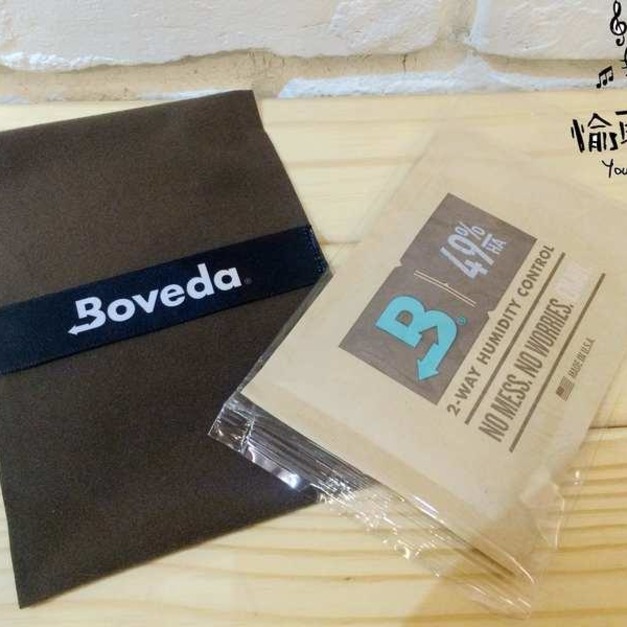 愉
You
Boveda
49%
RH
B
2-WAY HUMIDITY CONTROL
NO MESS. NO WORRIES.
MADE IN U.S.A.